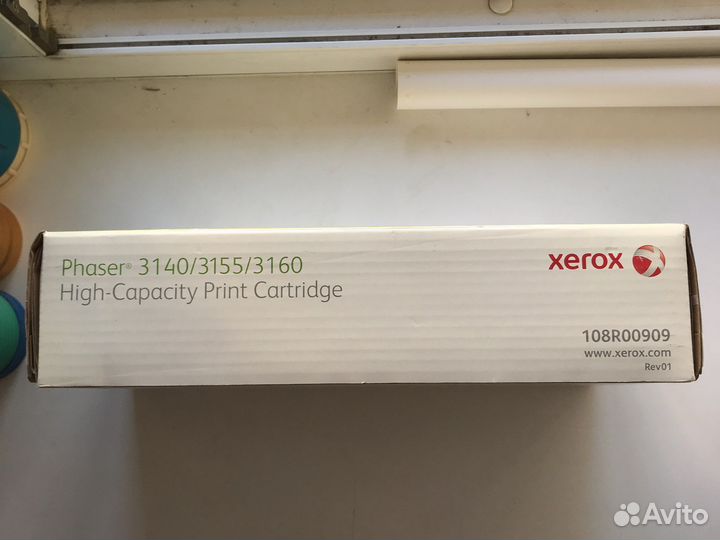 Phaser® 3140/3155/3160
High-Capacity Print Cartridge
xerox
108R00909
www.xerox.com
Rev01
Avito